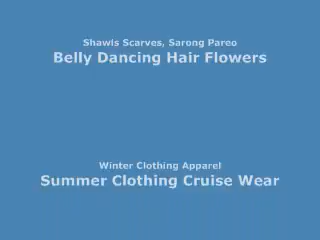 Shawls Scarves, Sarong Pareo
Belly Dancing Hair Flowers
Winter Clothing Apparel
Summer Clothing Cruise Wear